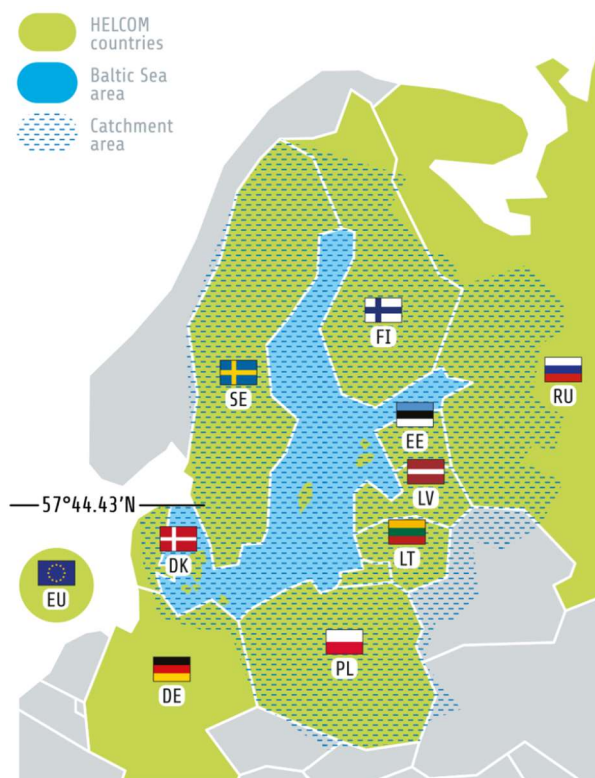 HELCOM
countries
Baltic Sea
area
Catchment
area
FI
SE
RU
EE
LV
57°44.43'N
LT
DK
EU
PL
DE